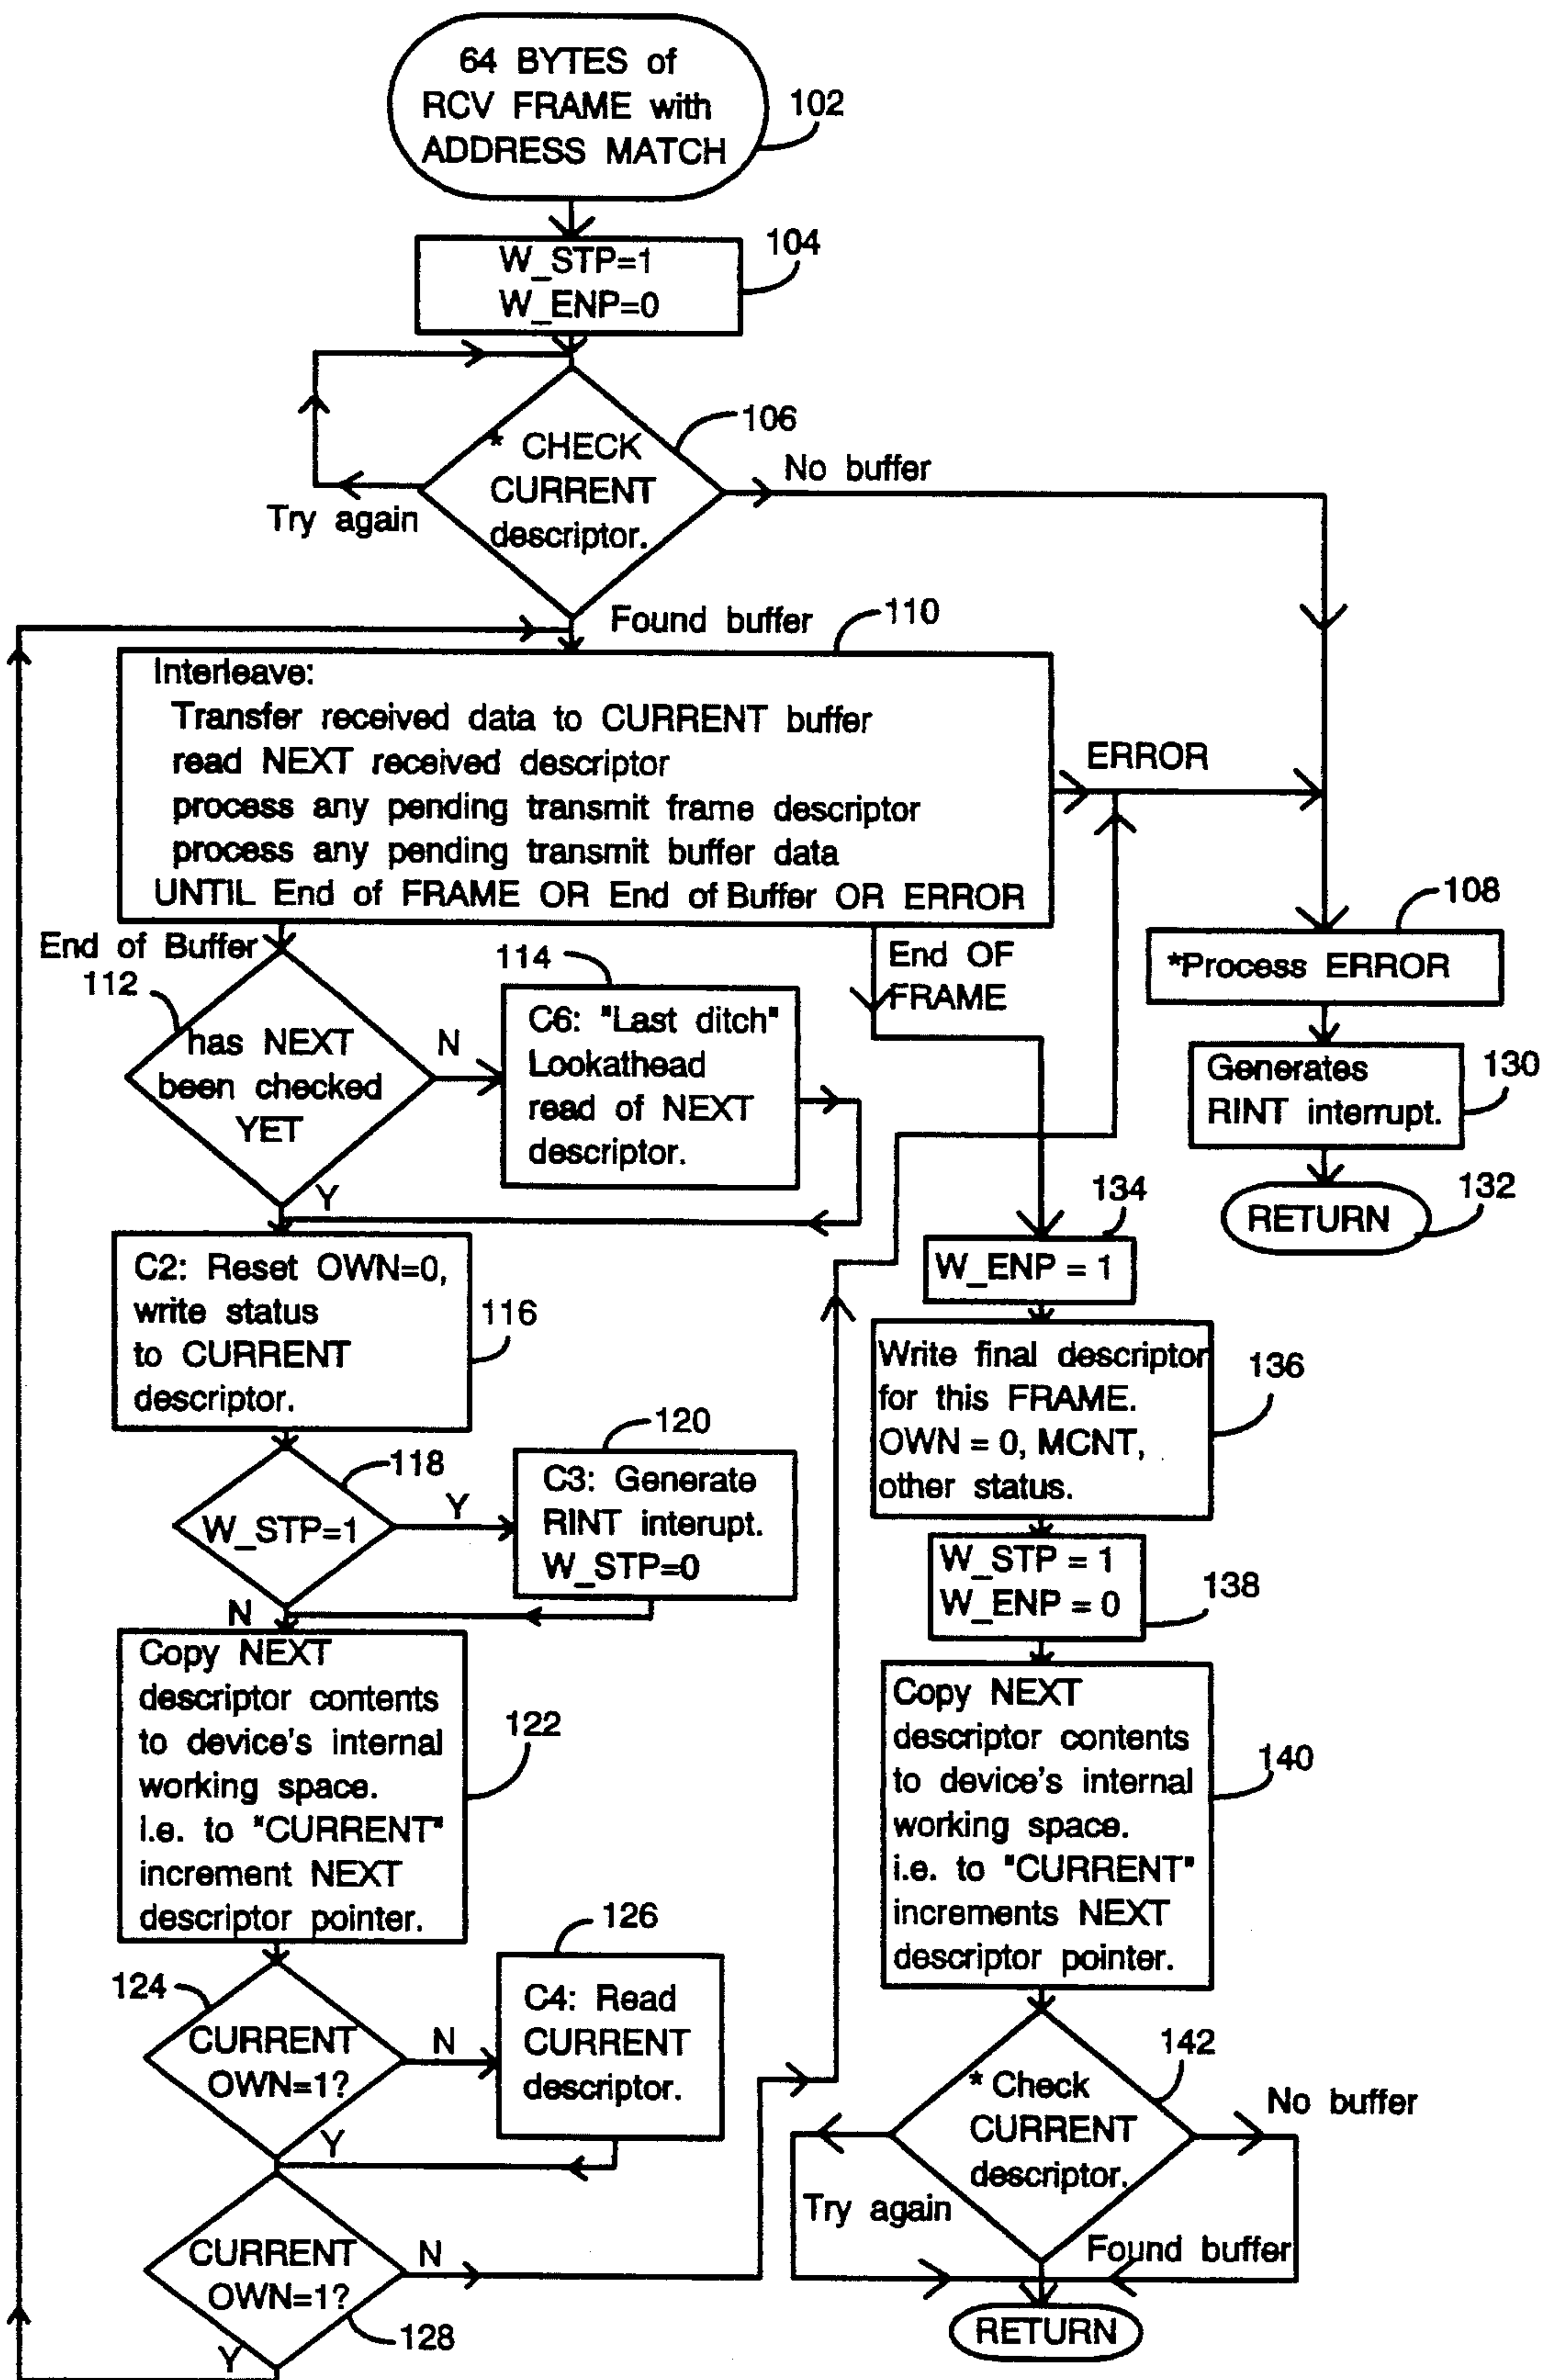 64 BYTES of
RCV FRAME with
ADDRESS MATCH
102
W_STP=1
W_ENP=0
104
* CHECK
CURRENT
descriptor.
106
No buffer
Try again
Found buffer
110
Interleave:
Transfer received data to CURRENT buffer
read NEXT received descriptor
process any pending transmit frame descriptor
process any pending transmit buffer data
UNTIL End of FRAME OR End of Buffer OR ERROR
ERROR
108
*Process ERROR
Generates
RINT interrupt.
130
RETURN
132
End of Buffer
112
has NEXT
been checked
YET
N
Y
114
C6: "Last ditch"
Lookathead
read of NEXT
descriptor.
End OF
FRAME
C2: Reset OWN=0,
write status
to CURRENT
descriptor.
116
118
W_STP=1
Y
N
120
C3: Generate
RINT interupt.
W_STP=0
Copy NEXT
descriptor contents
to device's internal
working space.
i.e. to "CURRENT"
increment NEXT
descriptor pointer.
122
124
CURRENT
OWN=1?
N
Y
126
C4: Read
CURRENT
descriptor.
CURRENT
OWN=1?
N
Y
128
134
W_ENP = 1
Write final descriptor
for this FRAME.
OWN = 0, MCNT,
other status.
136
W_STP = 1
W_ENP = 0
138
Copy NEXT
descriptor contents
to device's internal
working space.
i.e. to "CURRENT"
increments NEXT
descriptor pointer.
140
142
* Check
CURRENT
descriptor.
No buffer
Try again
Found buffer
RETURN